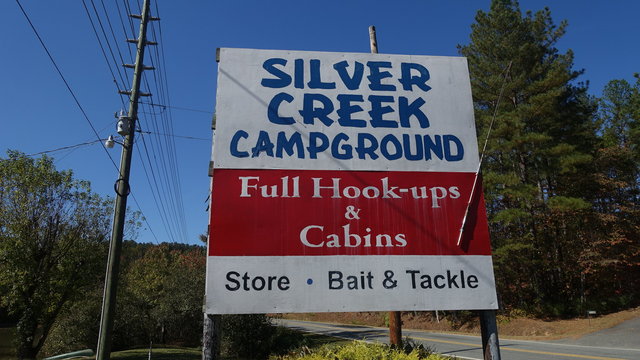 SILVER
CREEK
CAMPGROUND
Full Hook-ups
&
Cabins
Store • Bait & Tackle